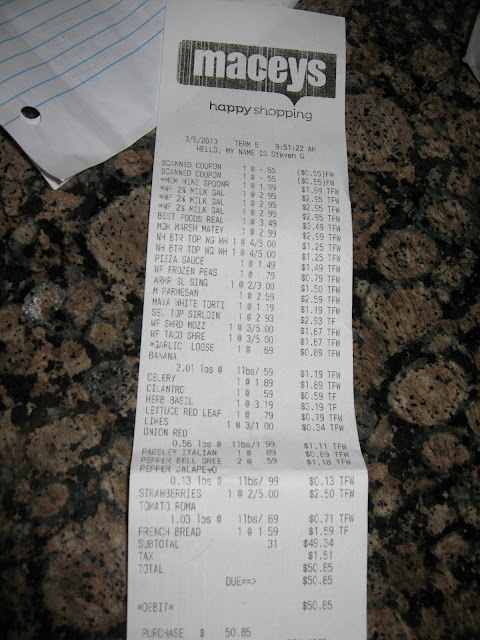 maceys
happy shopping
3/5/2013 TERM 5 9:51:22 AM
HELLO, MY NAME IS Steven G
SCANNED COUPON 1 @ -.55 ($0.55)FW
SCANNED COUPON 1 @ -.55 ($0.55)FW
*MOM MINI SPOONR 1 @ 1.99 $1.99 TFW
*WF 2% MILK GAL 1 @ 2.95 $2.95 TFW
*WF 2% MILK GAL 1 @ 2.95 $2.95 TFW
*WF 2% MILK GAL 1 @ 2.95 $2.95 TFW
BEST FOODS REAL 1 @ 3.49 $3.49 TFW
MOM MARSH MATEY 1 @ 2.99 $2.99 TFW
NH BTR TOP WG WH 1 @ 4/5.00 $1.25 TFW
NH BTR TOP WG WH 1 @ 4/5.00 $1.25 TFW
PIZZA SAUCE 1 @ 1.49 $1.49 TFW
WF FROZEN PEAS 1 @ .79 $0.79 TFW
ARHR SL SING 1 @ 2/3.00 $1.50 TFW
M PARMESAN 1 @ 2.59 $2.59 TFW
MAYA WHITE TORTI 1 @ 1.19 $1.19 TFW
SEL TOP SIRLOIN 1 @ 2.93 $2.93 TF
WF SHRD MOZZ 1 @ 3/5.00 $1.67 TFW
WF TACO SHRE 1 @ 3/5.00 $1.67 TFW
*GARLIC LOOSE 1 @ .69 $0.69 TFW
BANANA
2.01 lbs @ 1lbs/.59 $1.19 TFW
CELERY 1 @ 1.89 $1.89 TFW
CILANTRO 1 @ .59 $0.59 TF
HERB BASIL 1 @ 3.19 $3.19 TF
LETTUCE RED LEAF 1 @ .79 $0.79 TFW
LIMES 1 @ 3/1.00 $0.34 TFW
ONION RED
0.56 lbs @ 1lbs/1.99 $1.11 TFW
PARSLEY ITALIAN 1 @ .89 $0.89 TFW
PEPPER BELL GREE 2 @ .59 $1.18 TFW
PEPPER JALAPEñO
0.13 lbs @ 1lbs/.99 $0.13 TFW
STRAWBERRIES 1 @ 2/5.00 $2.50 TFW
TOMATO ROMA
1.03 lbs @ 1lbs/.69 $0.71 TFW
FRENCH BREAD 1 @ 1.59 $1.59 TF
SUBTOTAL 31 $49.34
TAX $1.51
TOTAL $50.85
DUE==> $50.85
*DEBIT* $50.85
PURCHASE $ 50.85